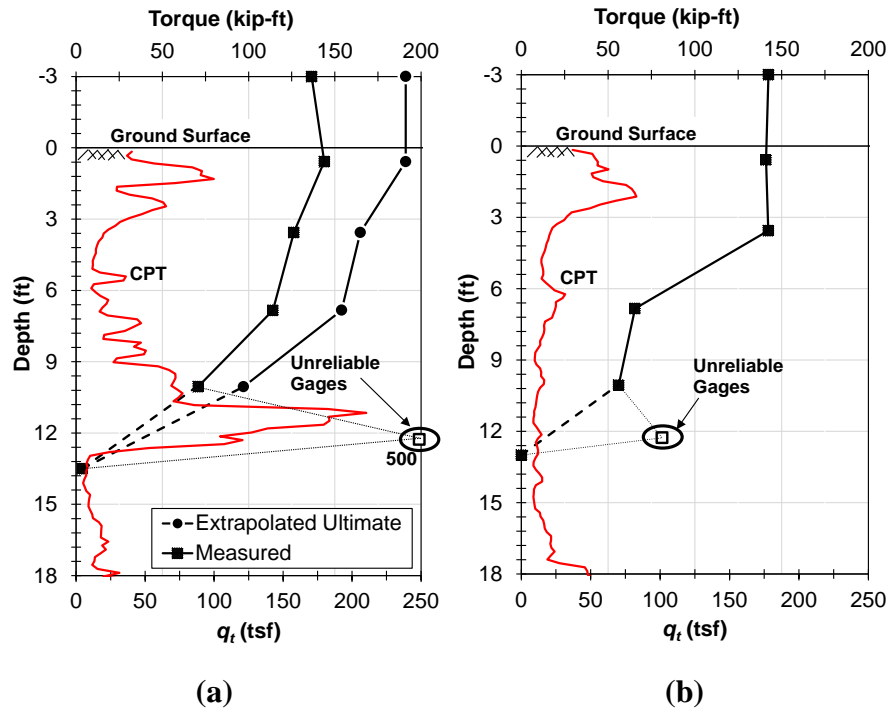 Torque (kip-ft)
0 50 100 150 200
-3
0
3
6
9
12
15
18
Depth (ft)
Ground Surface
CPT
Unreliable
Gages
500
Extrapolated Ultimate
Measured
0 50 100 150 200 250
qt (tsf)
(a)
Torque (kip-ft)
0 50 100 150 200
-3
0
3
6
9
12
15
18
Depth (ft)
Ground Surface
CPT
Unreliable
Gages
0 50 100 150 200 250
qt (tsf)
(b)